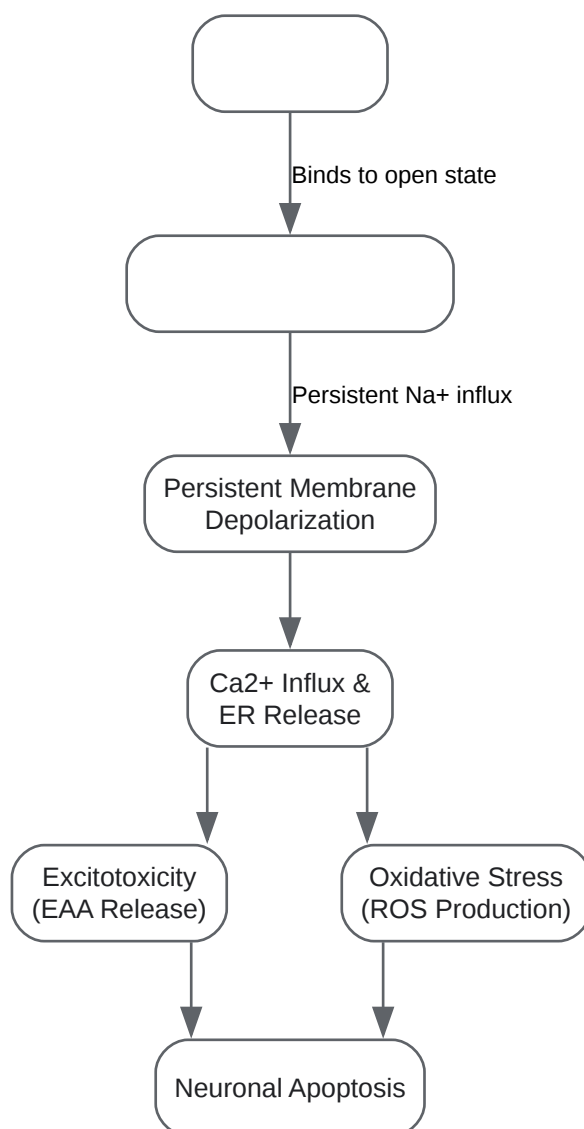 Binds to open state
Persistent Na+ influx
Persistent Membrane
Depolarization
Ca2+ Influx &
ER Release
Excitotoxicity
(EAA Release)
Oxidative Stress
(ROS Production)
Neuronal Apoptosis